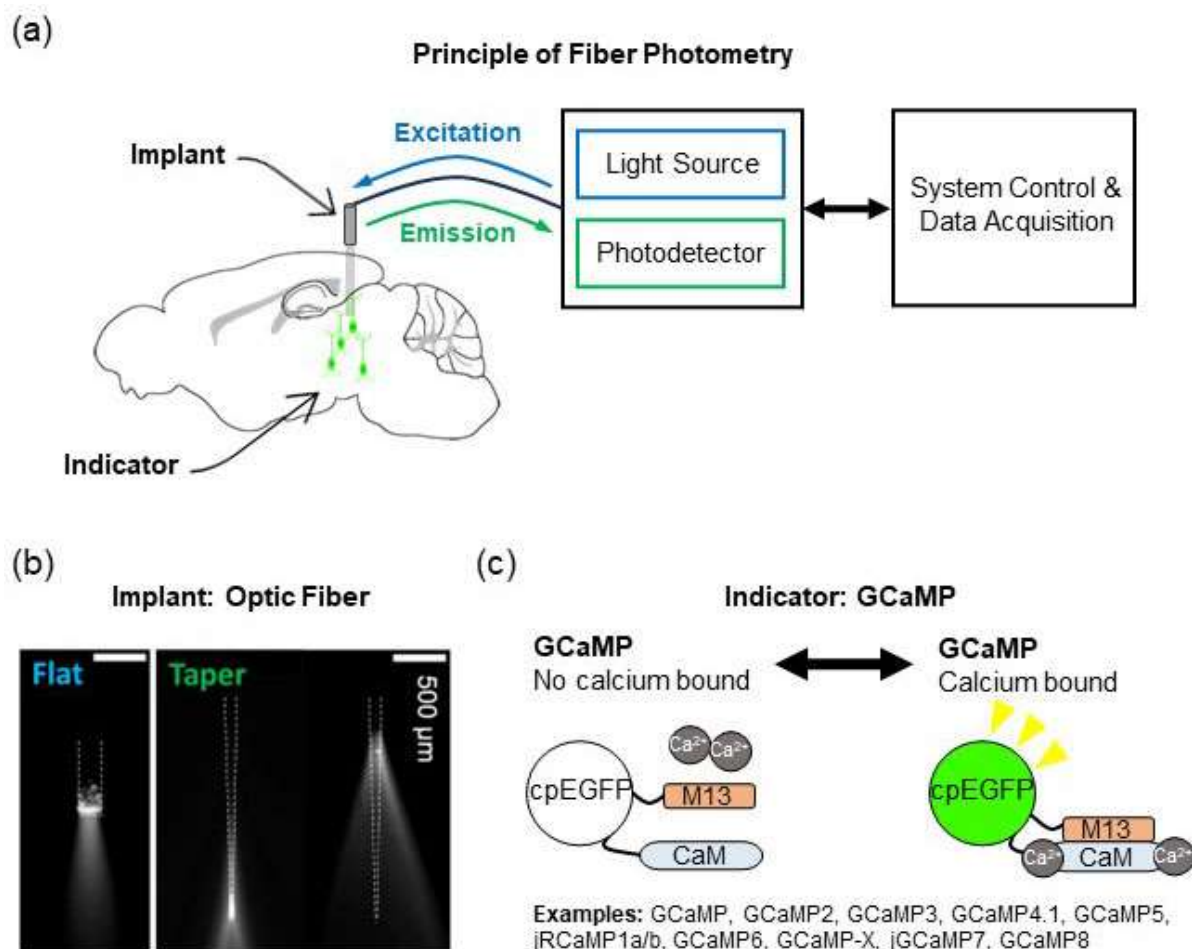 (a)
Principle of Fiber Photometry
Implant
Excitation
Emission
Light Source
Photodetector
System Control &
Data Acquisition
Indicator
(b)
Implant: Optic Fiber
Flat
Taper
500 μm
(c)
Indicator: GCaMP
GCaMP
No calcium bound
GCaMP
Calcium bound
Ca²⁺
Ca²⁺
cpEGFP
M13
CaM
cpEGFP
M13
Ca²⁺
CaM
Ca²⁺
Examples: GCaMP, GCaMP2, GCaMP3, GCaMP4.1, GCaMP5,
jRCaMP1a/b, GCaMP6, GCaMP-X, jGCaMP7, GCaMP8